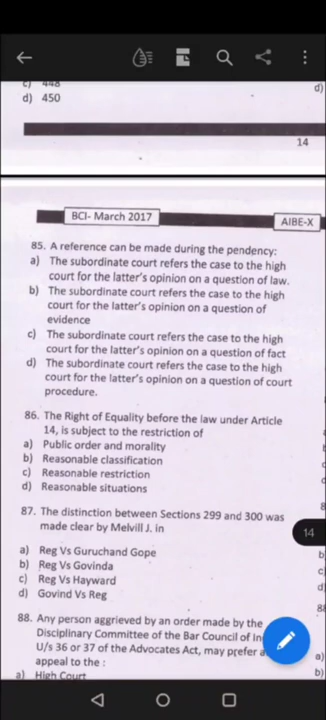 c) 448
d) 450
d)
14
BCI- March 2017
AIBE-X
85. A reference can be made during the pendency:
a) The subordinate court refers the case to the high
court for the latter's opinion on a question of law.
b) The subordinate court refers the case to the high
court for the latter's opinion on a question of
evidence
c) The subordinate court refers the case to the high
court for the latter's opinion on a question of fact
d) The subordinate court refers the case to the high
court for the latter's opinion on a question of court
procedure.
86. The Right of Equality before the law under Article
14, is subject to the restriction of
a) Public order and morality
b) Reasonable classification
c) Reasonable restriction
d) Reasonable situations
87. The distinction between Sections 299 and 300 was
made clear by Melvill J. in
14
a) Reg Vs Guruchand Gope
b) Reg Vs Govinda
c) Reg Vs Hayward
d) Govind Vs Reg
b
c)
d)
88. Any person aggrieved by an order made by the
Disciplinary Committee of the Bar Council of In
U/s 36 or 37 of the Advocates Act, may prefer a
appeal to the :
a) High Court
a)
b)